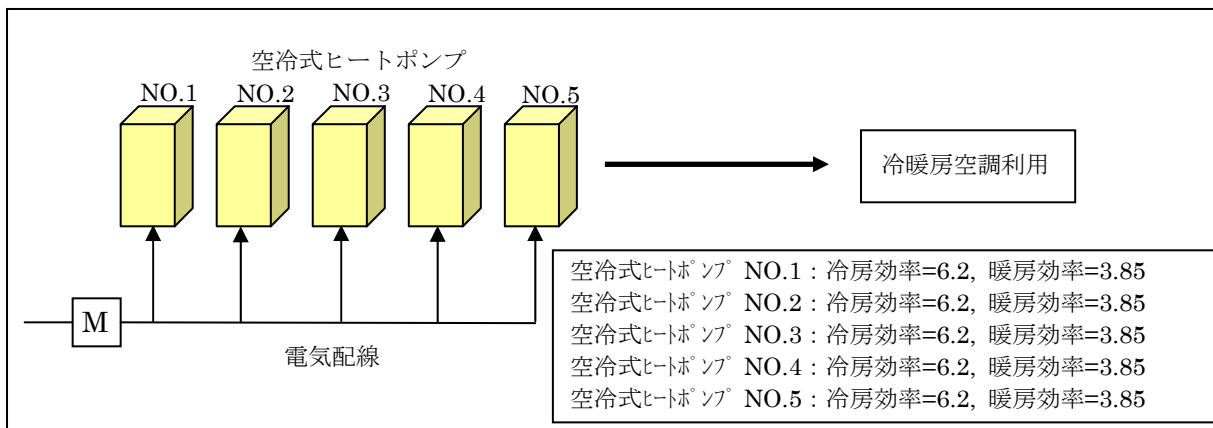 空冷式ヒートポンプ
NO.1 NO.2 NO.3 NO.4 NO.5
冷暖房空調利用
空冷式ﾋｰﾄﾎﾟﾝﾌﾟ NO.1：冷房効率=6.2, 暖房効率=3.85
空冷式ﾋｰﾄﾎﾟﾝﾌﾟ NO.2：冷房効率=6.2, 暖房効率=3.85
空冷式ﾋｰﾄﾎﾟﾝﾌﾟ NO.3：冷房効率=6.2, 暖房効率=3.85
空冷式ﾋｰﾄﾎﾟﾝﾌﾟ NO.4：冷房効率=6.2, 暖房効率=3.85
空冷式ﾋｰﾄﾎﾟﾝﾌﾟ NO.5：冷房効率=6.2, 暖房効率=3.85
M
電気配線